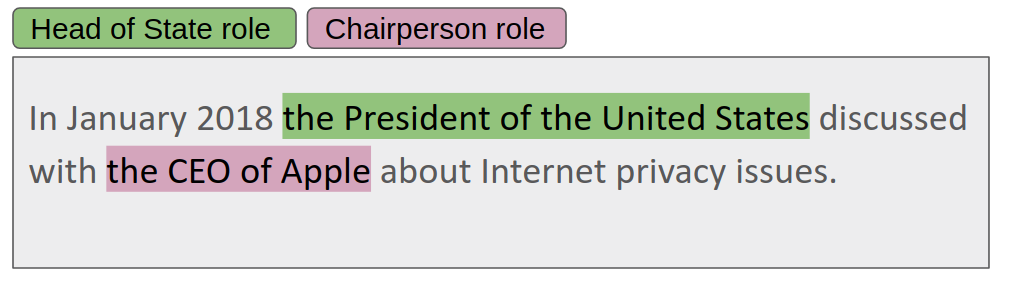 Head of State role Chairperson role
In January 2018 the President of the United States discussed
with the CEO of Apple about Internet privacy issues.